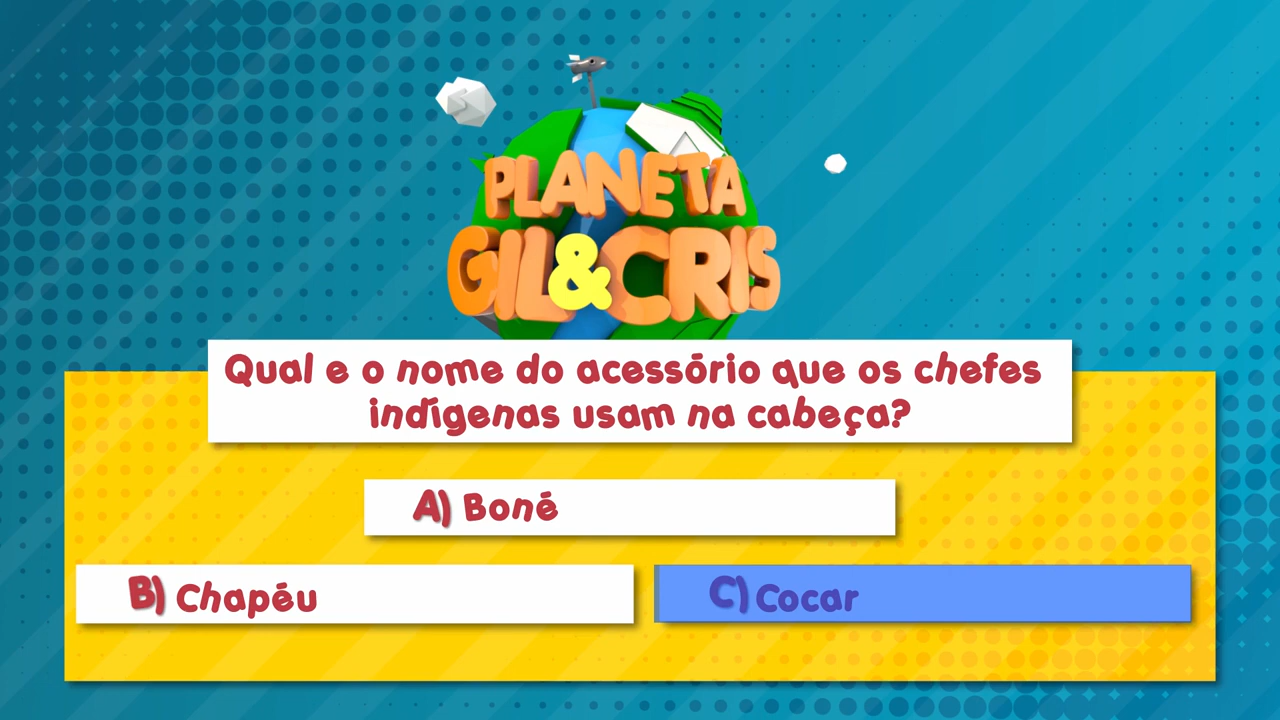 PLANETA
GIL&CRIS
Qual e o nome do acessório que os chefes
indígenas usam na cabeça?
A) Boné
B) Chapéu
C) Cocar